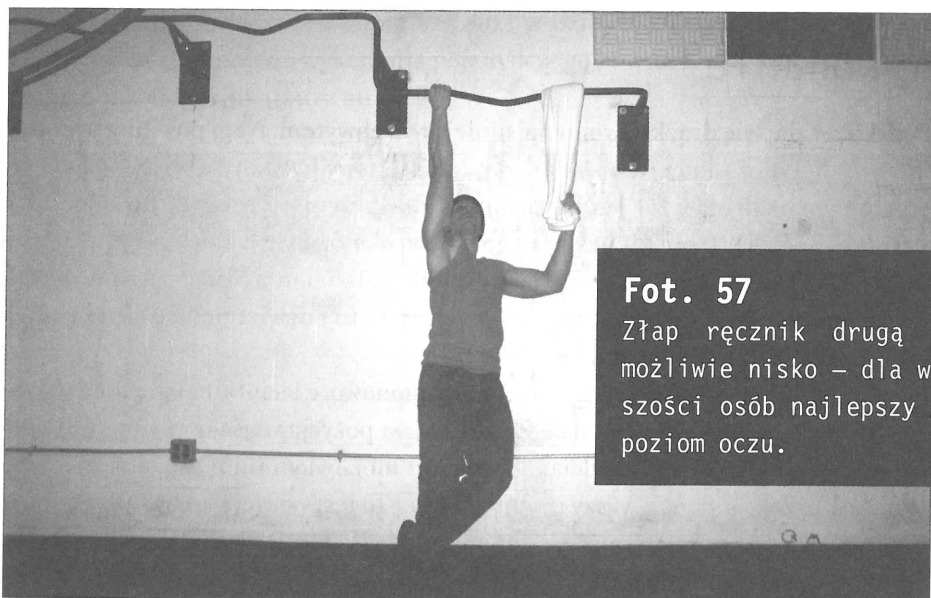 Fot. 57
Złap ręcznik drugą
możliwie nisko – dla w
szości osób najlepszy
poziom oczu.